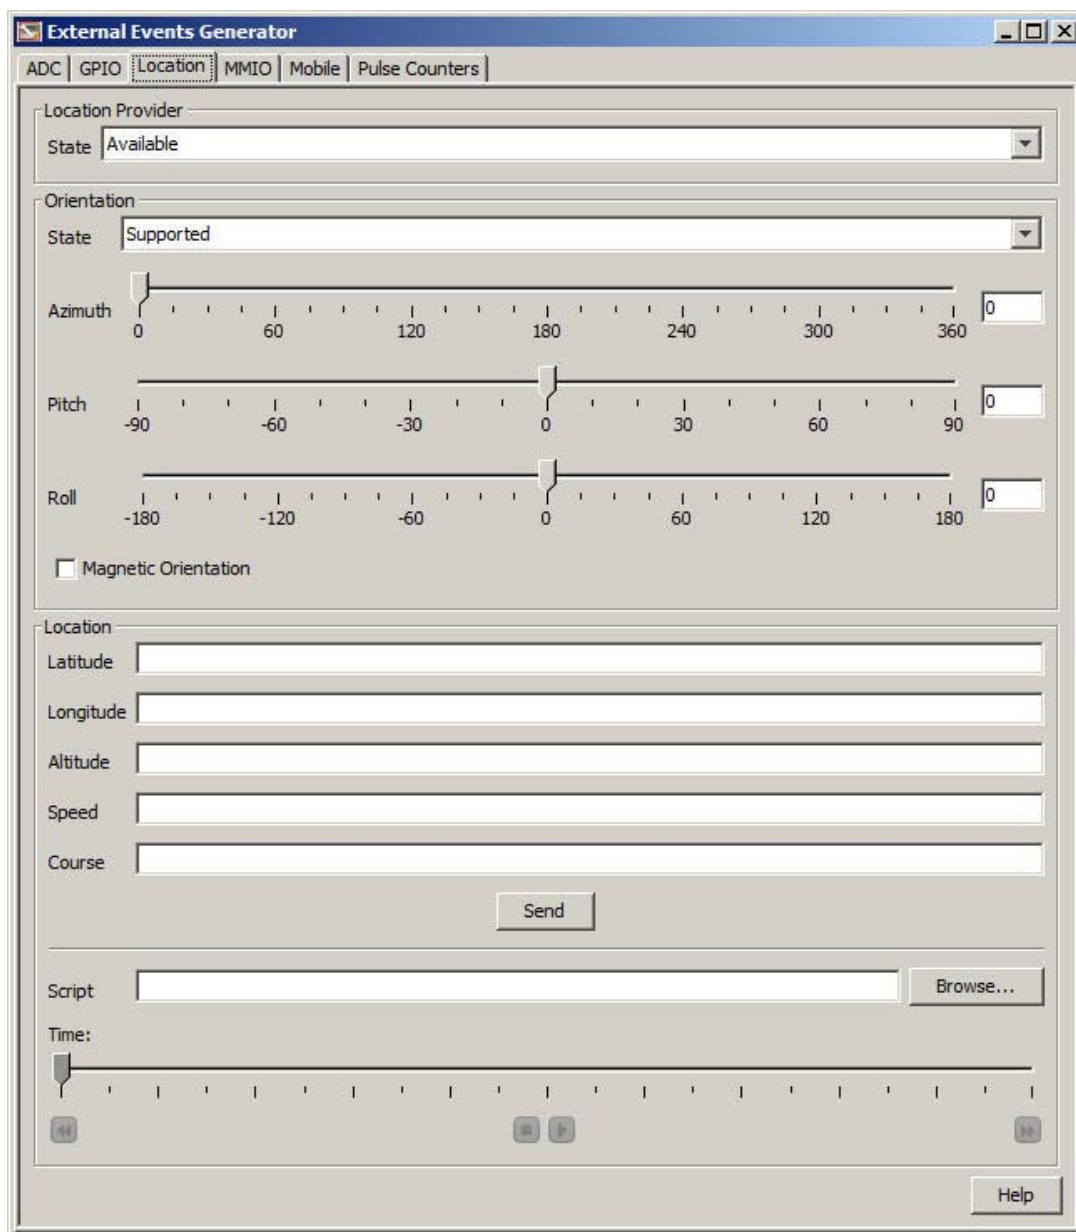 External Events Generator
ADC GPIO Location MMIO Mobile Pulse Counters
Location Provider
State Available
Orientation
State Supported
Azimuth 0 60 120 180 240 300 360 0
Pitch -90 -60 -30 0 30 60 90 0
Roll -180 -120 -60 0 60 120 180 0
Magnetic Orientation
Location
Latitude
Longitude
Altitude
Speed
Course
Send
Script Browse...
Time:
Help